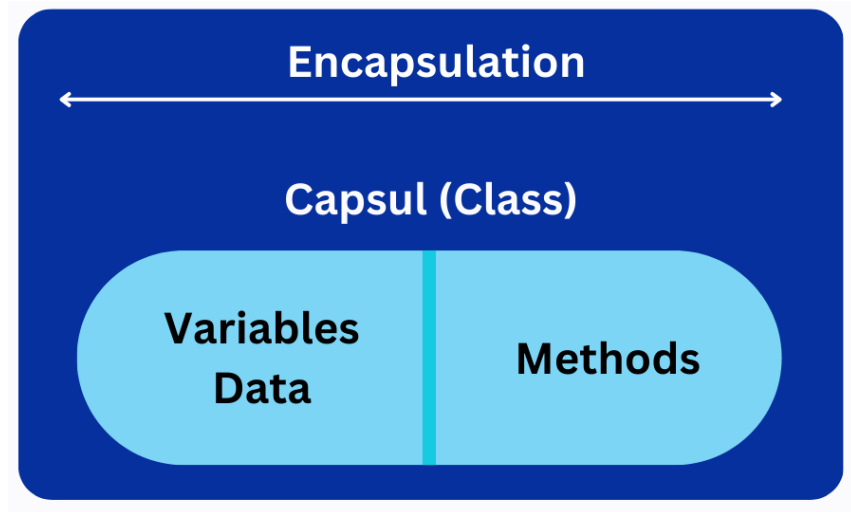 Encapsulation
Capsul (Class)
Variables
Data
Methods